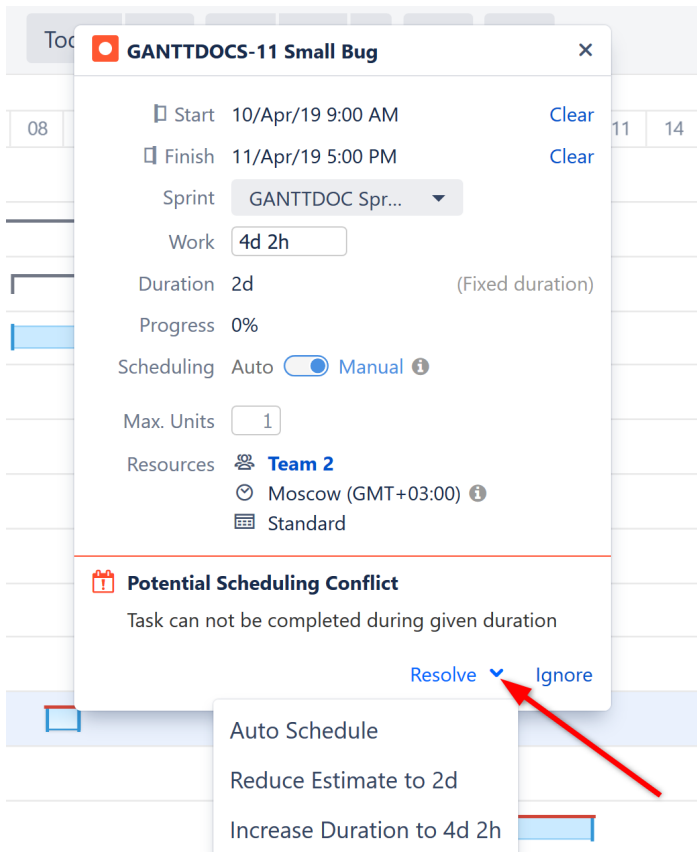 GANTTDOCS-11 Small Bug
08
11
14
Start 10/Apr/19 9:00 AM Clear
Finish 11/Apr/19 5:00 PM Clear
Sprint GANTTDOC Spr...
Work 4d 2h
Duration 2d (Fixed duration)
Progress 0%
Scheduling Auto Manual
Max. Units 1
Resources Team 2
Moscow (GMT+03:00)
Standard
Potential Scheduling Conflict
Task can not be completed during given duration
Resolve Ignore
Auto Schedule
Reduce Estimate to 2d
Increase Duration to 4d 2h